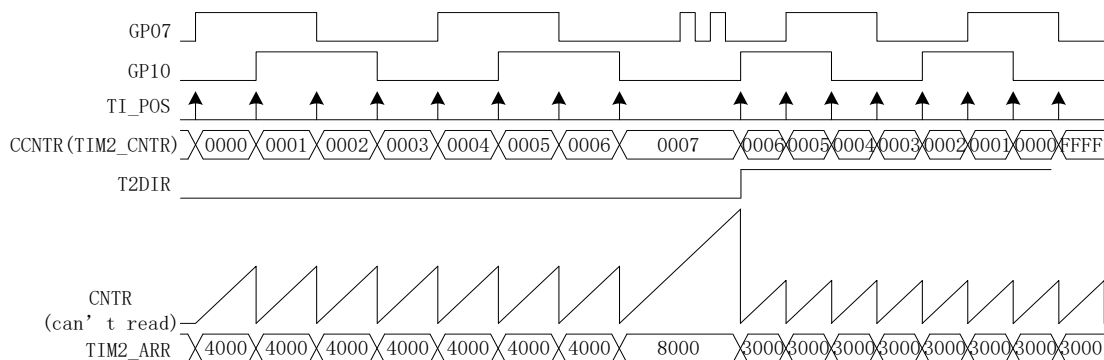 GP07
GP10
TI_POS
CCNTR(TIM2_CNTR) 0000 0001 0002 0003 0004 0005 0006 0007 0006 0005 0004 0003 0002 0001 0000 FFFF
T2DIR
CNTR
(can’t read)
TIM2_ARR 4000 4000 4000 4000 4000 4000 4000 8000 3000 3000 3000 3000 3000 3000 3000 3000